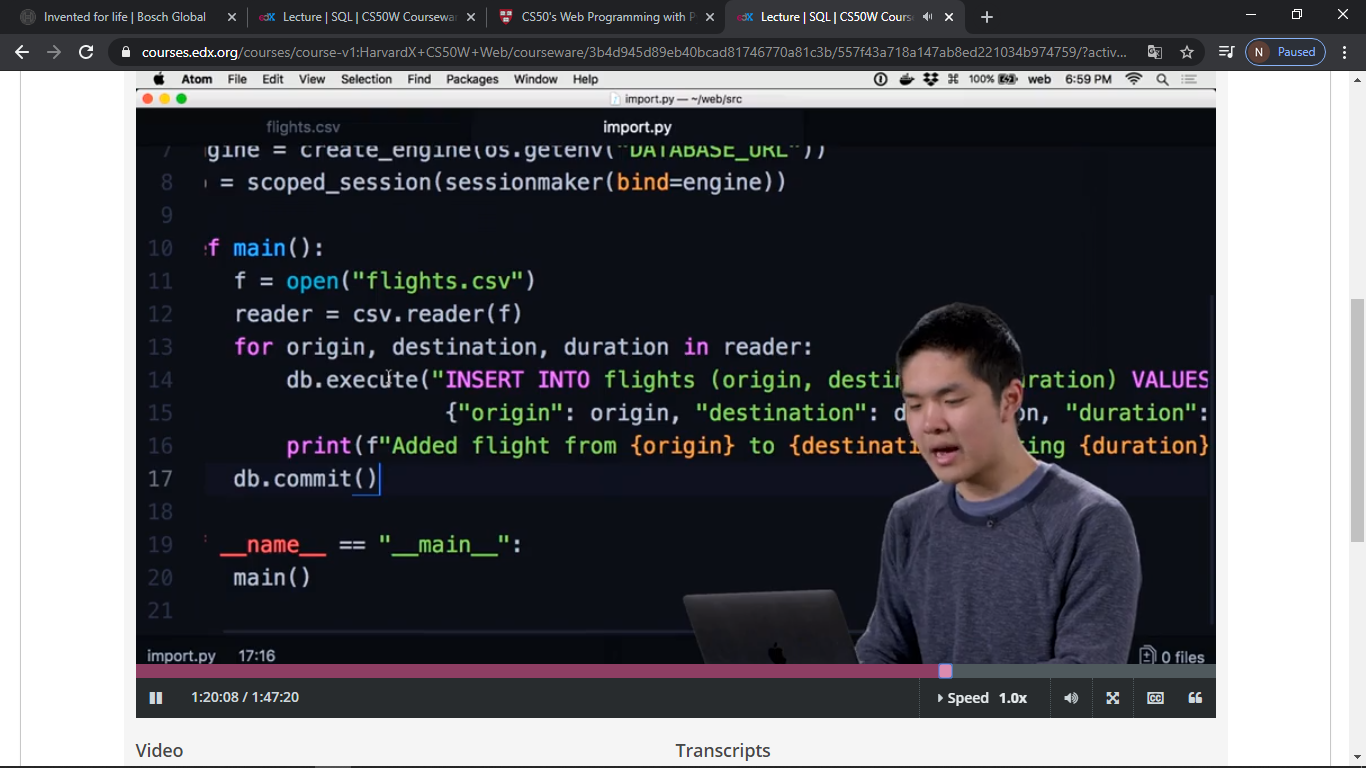 Invented for life | Bosch Global
Lecture | SQL | CS50W Coursewar
CS50's Web Programming with P
Lecture | SQL | CS50W Cours
courses.edx.org/courses/course-v1:HarvardX+CS50W+Web/courseware/3b4d945d89eb40bcad81746770a81c3b/557f43a718a147ab8ed221034b974759/?activ...
N Paused
Atom File Edit View Selection Find Packages Window Help 100% web 6:59 PM
import.py — ~/web/src
flights.csv import.py
7 gine = create_engine(os.getenv("DATABASE_URL"))
8 = scoped_session(sessionmaker(bind=engine))
9
10 f main():
11 f = open("flights.csv")
12 reader = csv.reader(f)
13 for origin, destination, duration in reader:
14 db.execute("INSERT INTO flights (origin, desti uration) VALUES
15 {"origin": origin, "destination": d n, "duration":
16 print(f"Added flight from {origin} to {destinati ing {duration}
17 db.commit()
18
19 __name__ == "__main__":
20 main()
21
import.py 17:16 0 files
1:20:08 / 1:47:20 Speed 1.0x CC
Video Transcripts